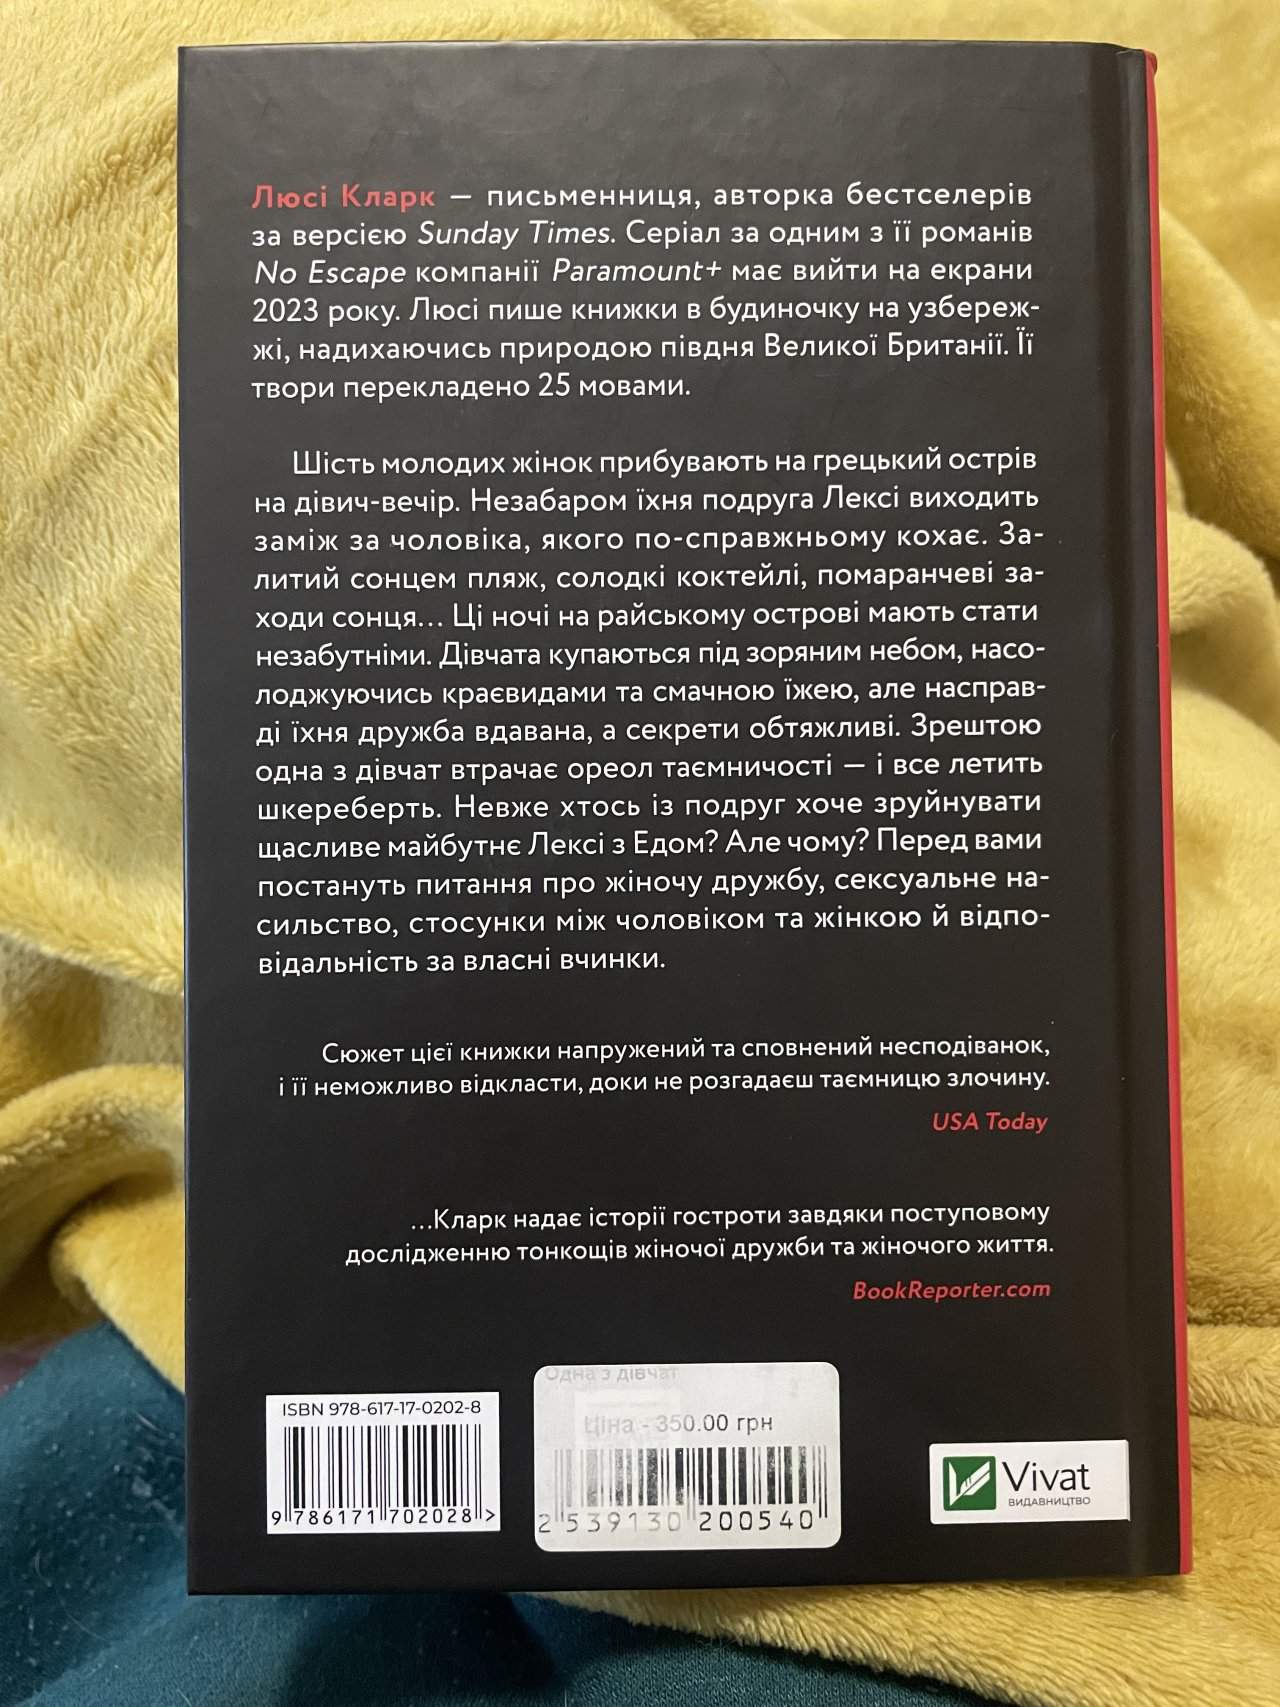 Люсі Кларк — письменниця, авторка бестселерів
за версією Sunday Times. Серіал за одним з її романів
No Escape компанії Paramount+ має вийти на екрани
2023 року. Люсі пише книжки в будиночку на узбереж-
жі, надихаючись природою півдня Великої Британії. Її
твори перекладено 25 мовами.
Шість молодих жінок прибувають на грецький острів
на дівич-вечір. Незабаром їхня подруга Лексі виходить
заміж за чоловіка, якого по-справжньому кохає. За-
литий сонцем пляж, солодкі коктейлі, помаранчеві за-
ходи сонця... Ці ночі на райському острові мають стати
незабутніми. Дівчата купаються під зоряним небом, насо-
лоджуючись краєвидами та смачною їжею, але насправ-
ді їхня дружба вдавана, а секрети обтяжливі. Зрештою
одна з дівчат втрачає ореол таємничості — і все летить
шкереберть. Невже хтось із подруг хоче зруйнувати
щасливе майбутнє Лексі з Едом? Але чому? Перед вами
постануть питання про жіночу дружбу, сексуальне на-
сильство, стосунки між чоловіком та жінкою й відпо-
відальність за власні вчинки.
Сюжет цієї книжки напружений та сповнений несподіванок,
і її неможливо відкласти, доки не розгадаєш таємницю злочину.
USA Today
...Кларк надає історії гостроти завдяки поступовому
дослідженню тонкощів жіночої дружби та жіночого життя.
BookReporter.com
ISBN 978-617-17-0202-8
9 786171 702028 >
Одна з дівчат
Ціна - 350.00 грн
2 539130 200540
Vivat
ВИДАВНИЦТВО